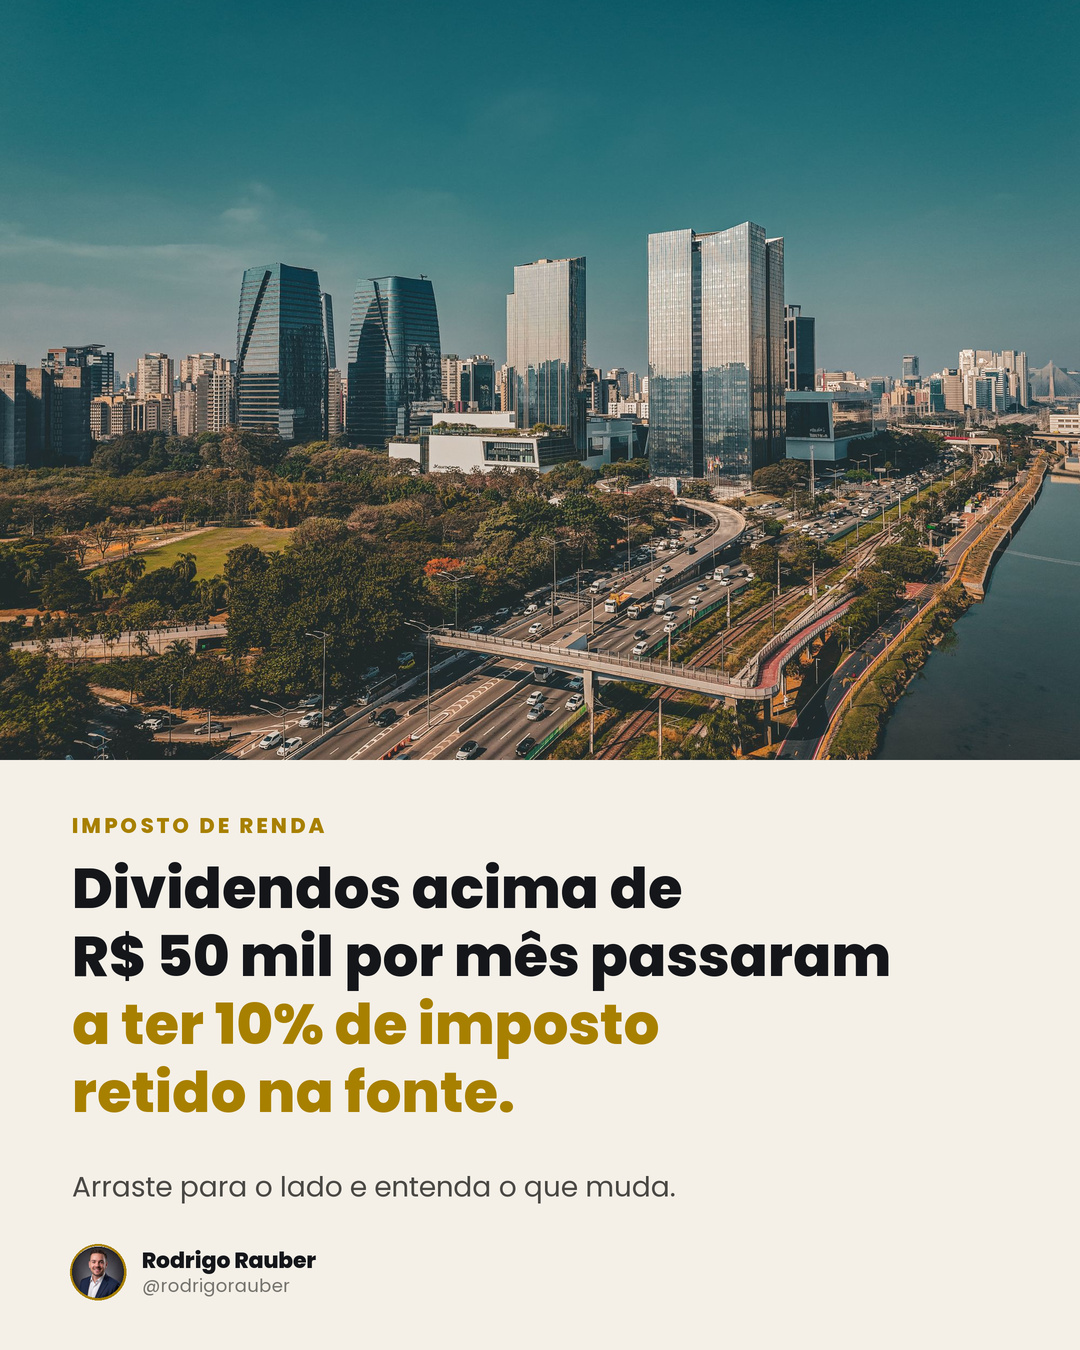 IMPOSTO DE RENDA
Dividendos acima de
R$ 50 mil por mês passaram
a ter 10% de imposto
retido na fonte.
Arraste para o lado e entenda o que muda.
Rodrigo Rauber
@rodrigorauber